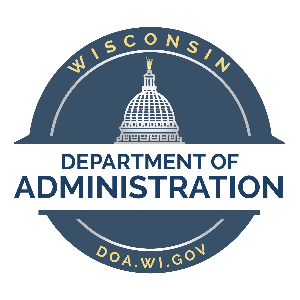 WISCONSIN
DEPARTMENT OF
ADMINISTRATION
DOA.WI.GOV